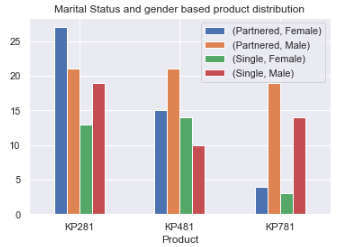 Marital Status and gender based product distribution
(Partnered, Female)
(Partnered, Male)
(Single, Female)
(Single, Male)
25
20
15
10
5
0
KP281 KP481 KP781
Product